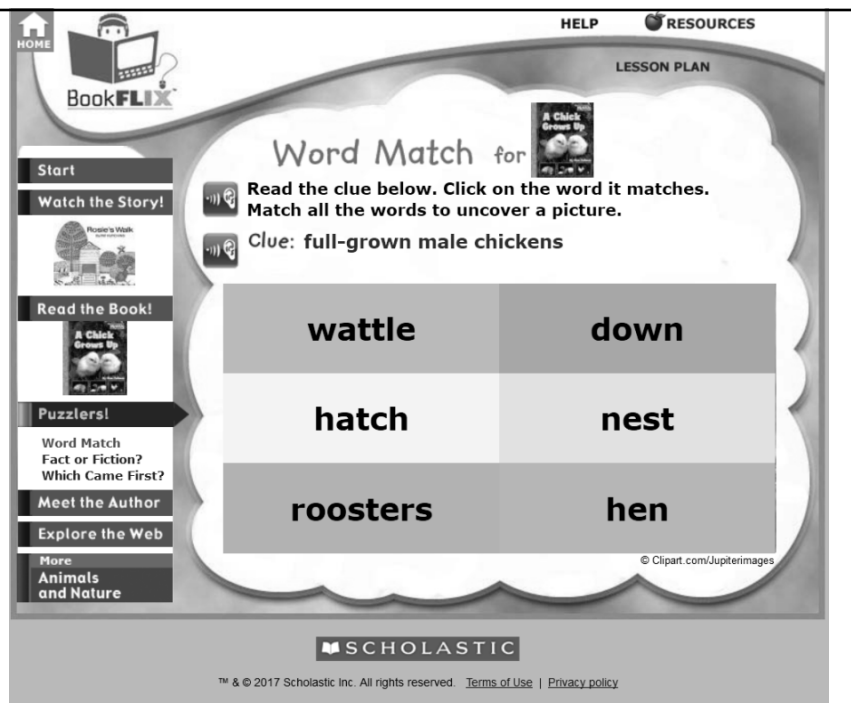 HOME
HELP
RESOURCES
LESSON PLAN
BookFLIX
Word Match for
A Chick
Grows Up
Read the clue below. Click on the word it matches.
Match all the words to uncover a picture.
Clue: full-grown male chickens
wattle down
hatch nest
roosters hen
© Clipart.com/Jupiterimages
Start
Watch the Story!
Rosie's Walk
Read the Book!
A Chick
Grows Up
Puzzlers!
Word Match
Fact or Fiction?
Which Came First?
Meet the Author
Explore the Web
More
Animals
and Nature
SCHOLASTIC
™ & © 2017 Scholastic Inc. All rights reserved. Terms of Use | Privacy policy